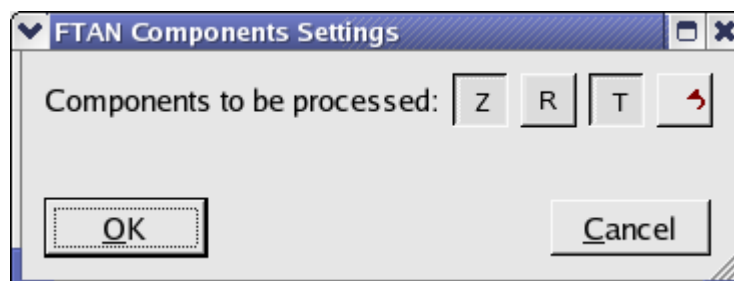 FTAN Components Settings
Components to be processed: Z R T
OK Cancel